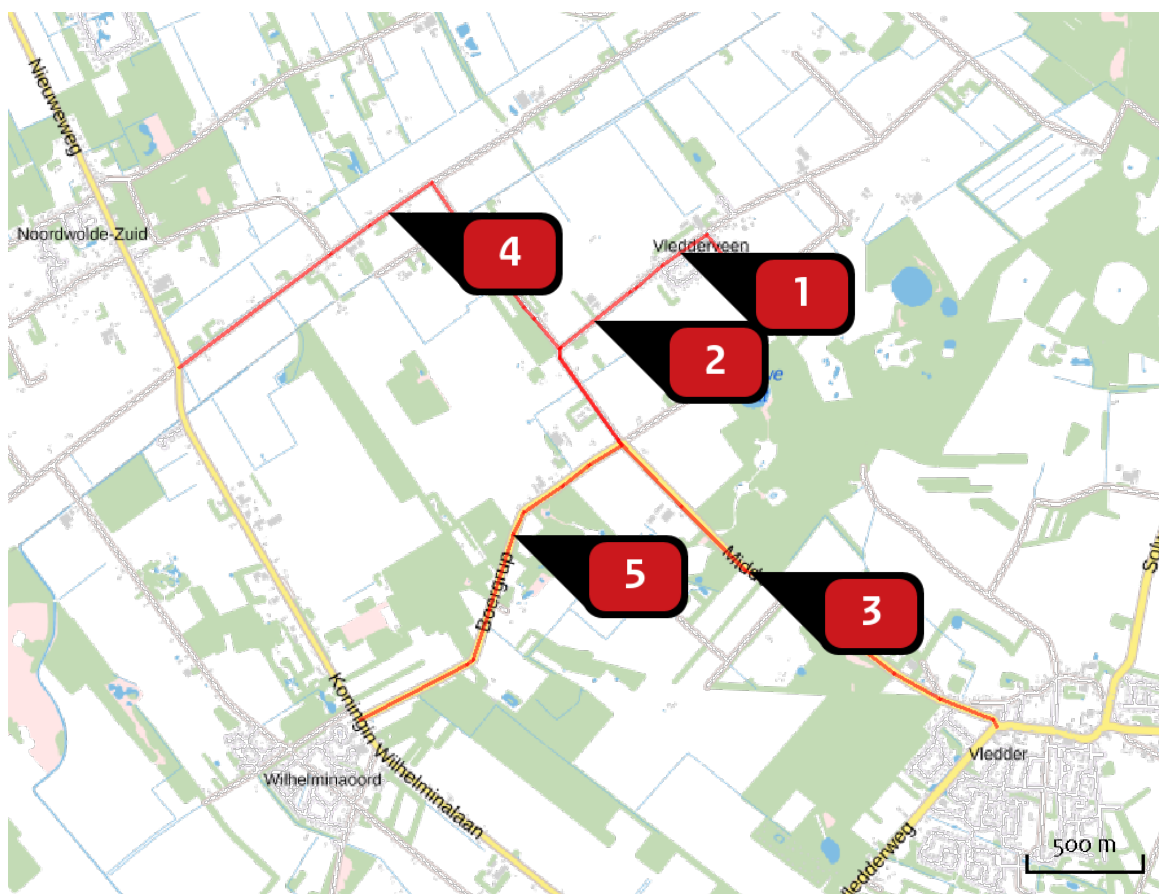 Nieuweweg
Noordwolde-Zuid
Vledderveen
4
1
2
5
3
Boergrup
Koningin Wilhelminalaan
Wilhelminaoord
Vledder
500 m